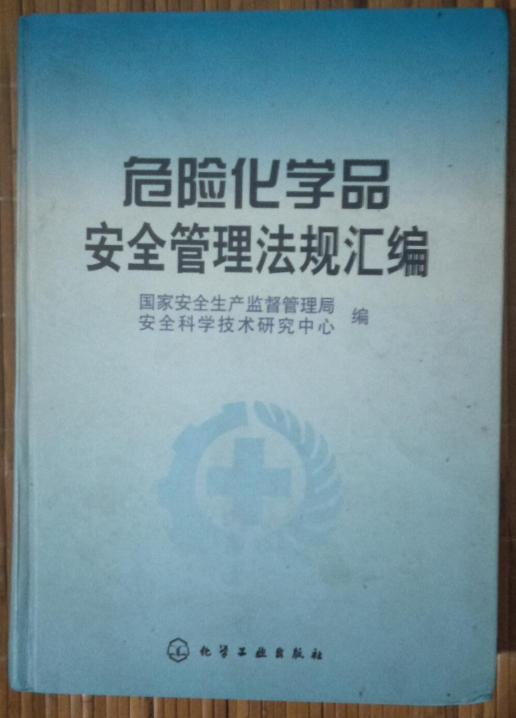 危险化学品
安全管理法规汇编
国家安全生产监督管理局
安全科学技术研究中心 编
化学工业出版社